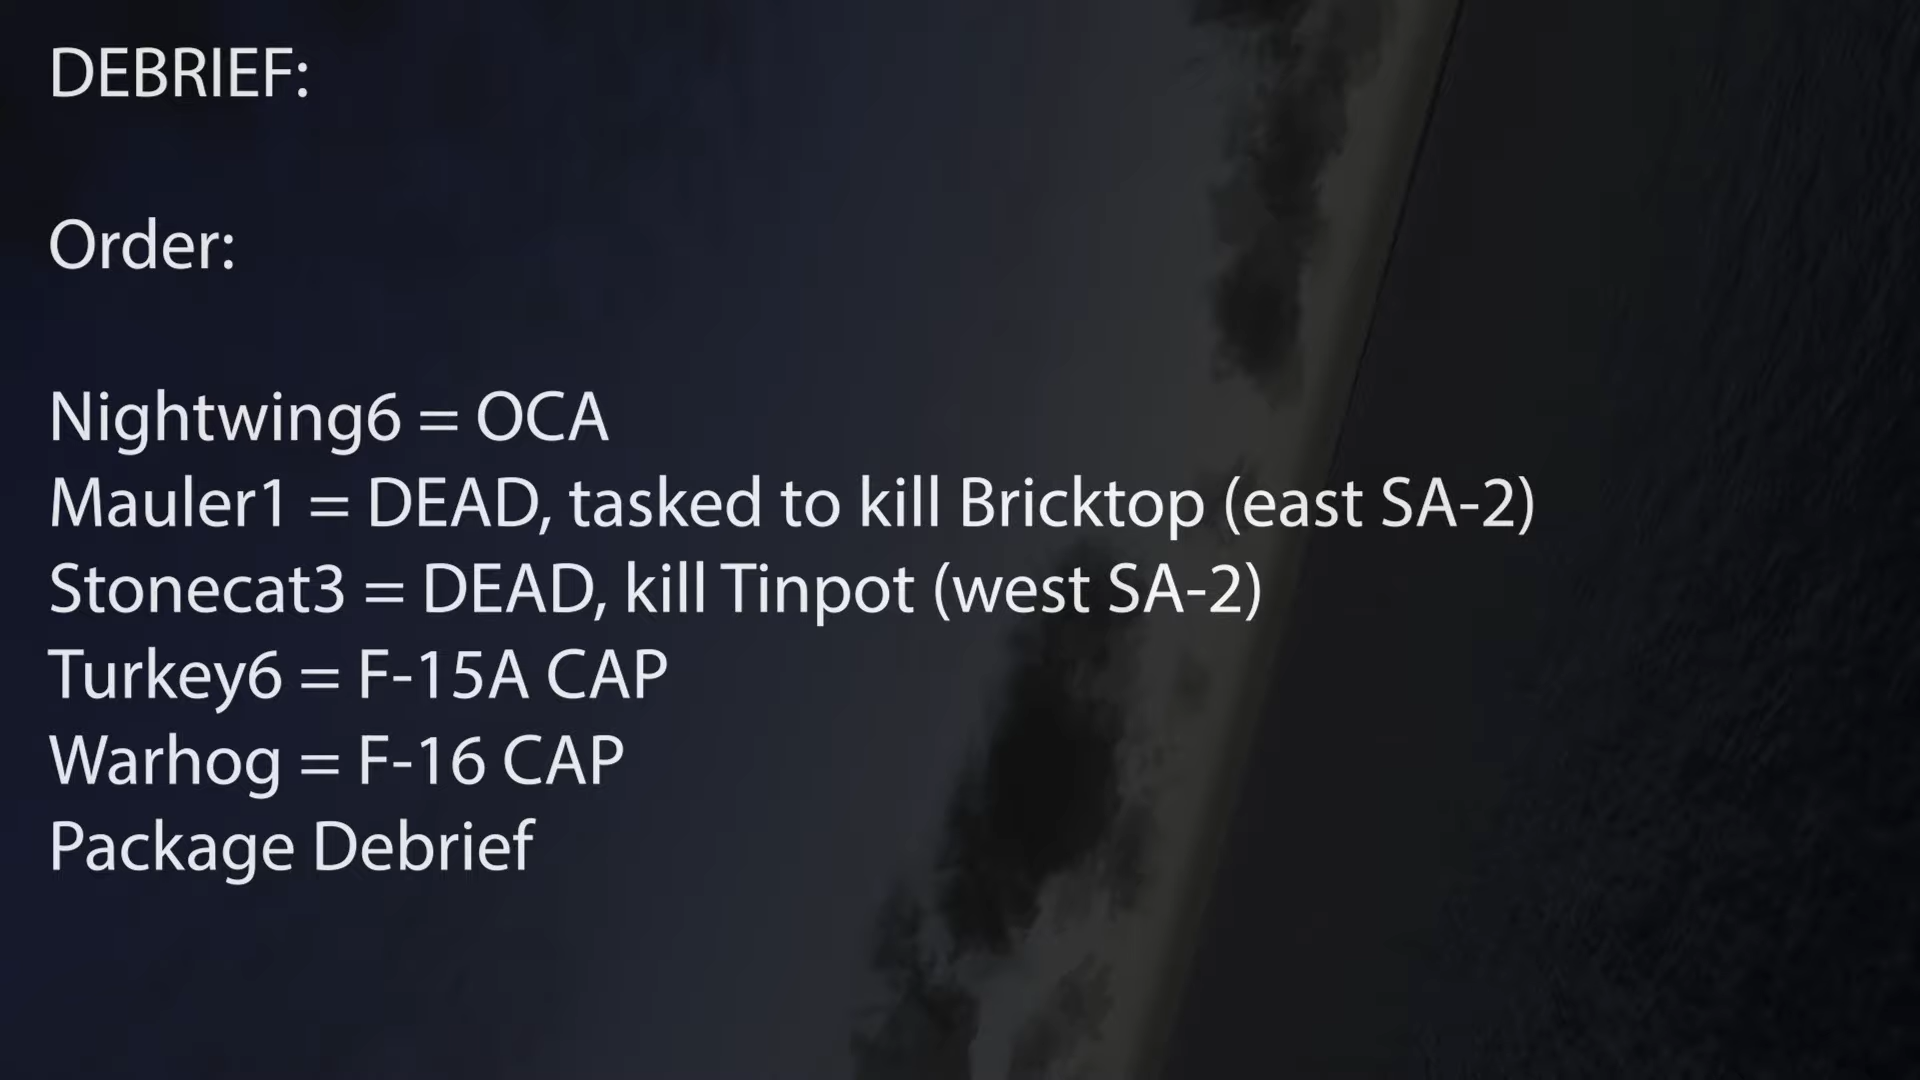 DEBRIEF:
Order:
Nightwing6 = OCA
Mauler1 = DEAD, tasked to kill Bricktop (east SA-2)
Stonecat3 = DEAD, kill Tinpot (west SA-2)
Turkey6 = F-15A CAP
Warhog = F-16 CAP
Package Debrief